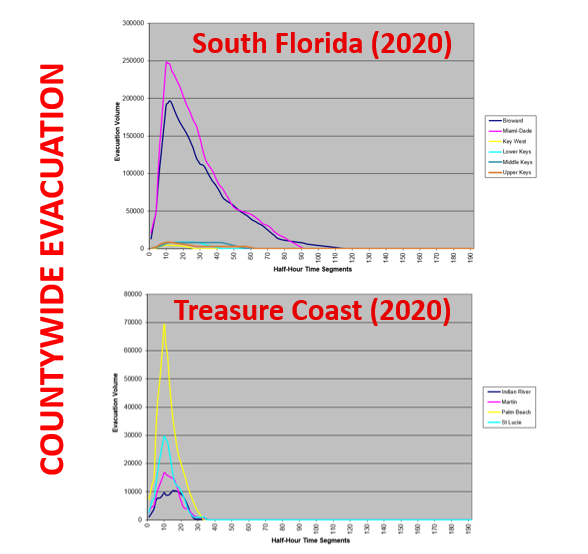 COUNTYWIDE EVACUATION
South Florida (2020)
Evacuation Volume
300000
250000
200000
150000
100000
50000
0
0 10 20 30 40 50 60 70 80 90 100 110 120 130 140 150 160 170 180 190
Half-Hour Time Segments
Broward
Miami-Dade
Key West
Lower Keys
Middle Keys
Upper Keys
Treasure Coast (2020)
Evacuation Volume
80000
70000
60000
50000
40000
30000
20000
10000
0
0 10 20 30 40 50 60 70 80 90 100 110 120 130 140 150 160 170 180 190
Half-Hour Time Segments
Indian River
Martin
Palm Beach
St Lucie